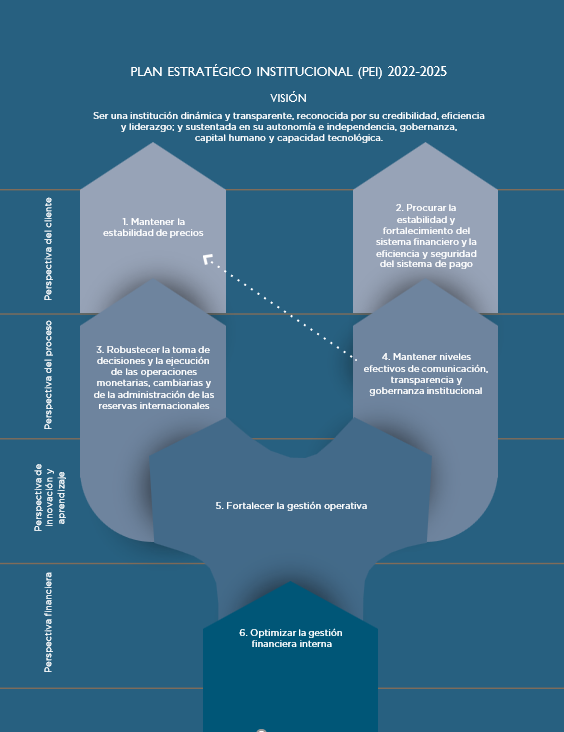 PLAN ESTRATÉGICO INSTITUCIONAL (PEI) 2022-2025
VISIÓN
Ser una institución dinámica y transparente, reconocida por su credibilidad, eficiencia
y liderazgo; y sustentada en su autonomía e independencia, gobernanza,
capital humano y capacidad tecnológica.
Perspectiva del cliente
1. Mantener la
estabilidad de precios
2. Procurar la
estabilidad y
fortalecimiento del
sistema financiero y la
eficiencia y seguridad
del sistema de pago
Perspectiva del proceso
3. Robustecer la toma de
decisiones y la ejecución
de las operaciones
monetarias, cambiarias y
de la administración de las
reservas internacionales
4. Mantener niveles
efectivos de comunicación,
transparencia y
gobernanza institucional
Perspectiva de
innovación y
aprendizaje
5. Fortalecer la gestión operativa
Perspectiva financiera
6. Optimizar la gestión
financiera interna